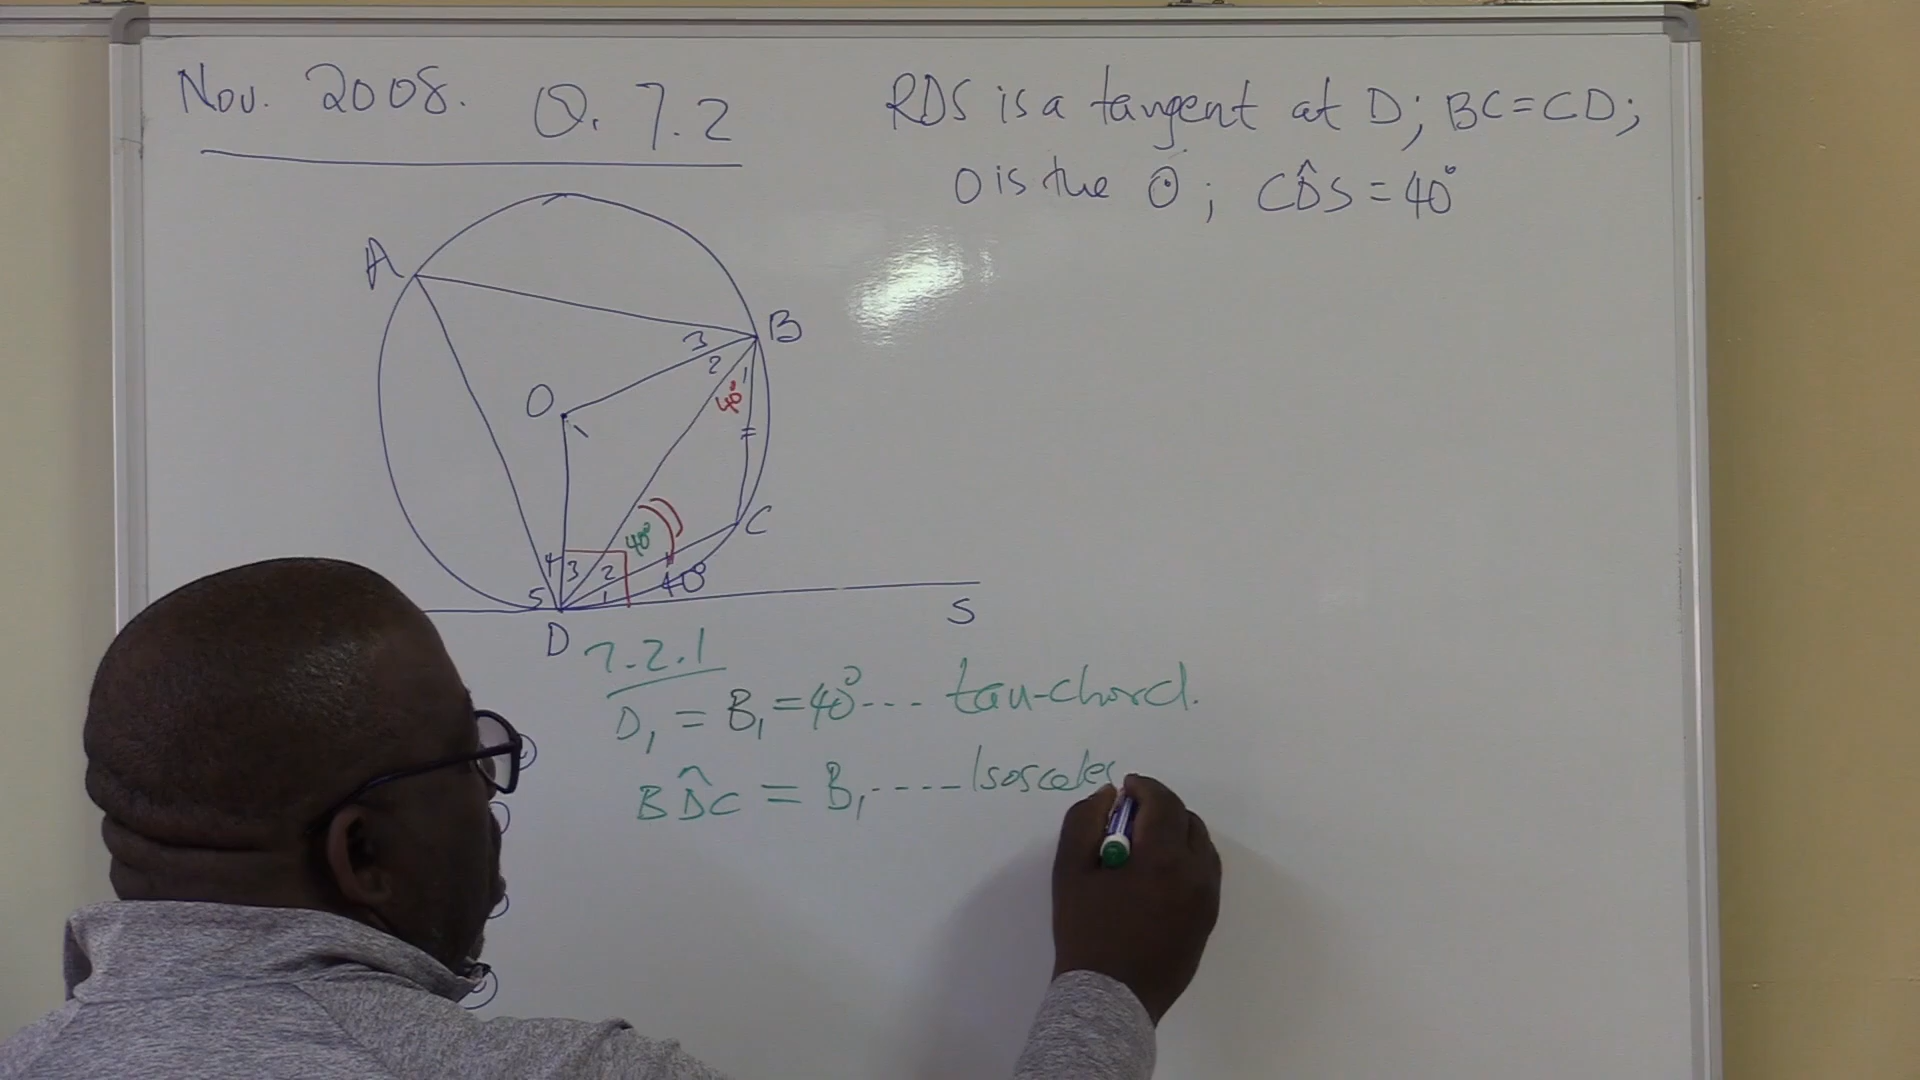 Nov. 2008. Q. 7.2
RDS is a tangent at D; BC = CD;
O is the ⊙; CD̂S = 40°
A
B
3
2
1
40°
O
C
40°
4
3
2
5
1
40°
S
D
7.2.1
D₁ = B₁ = 40° --- tan-chord.
BD̂C = B₁ ---- Isosceles